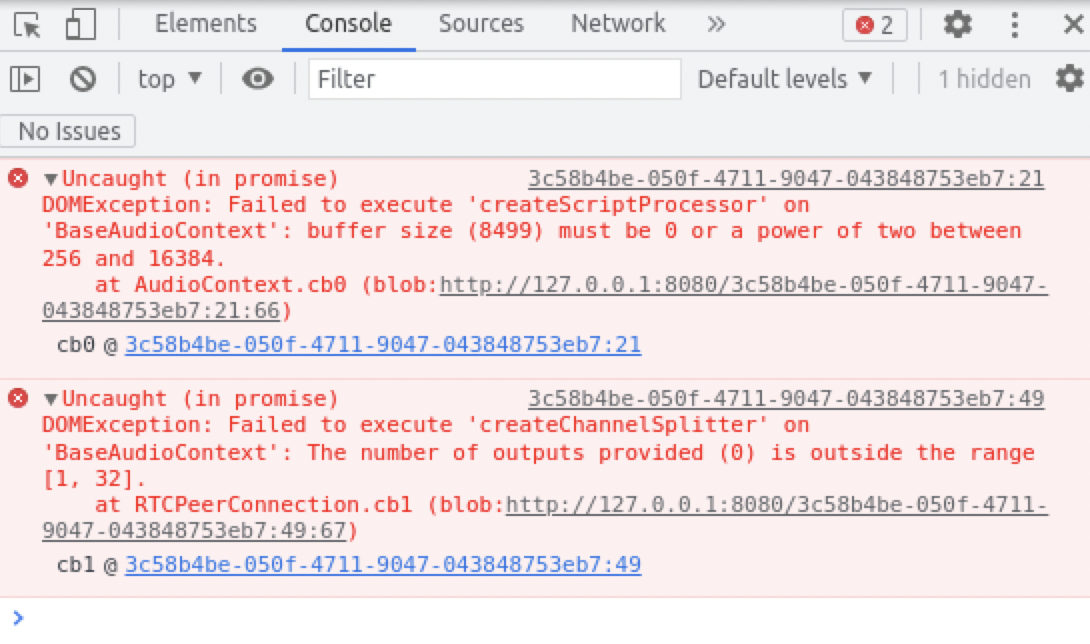 Elements Console Sources Network » 2
top ▼ Filter Default levels ▼ 1 hidden
No Issues
▼Uncaught (in promise) 3c58b4be-050f-4711-9047-043848753eb7:21
DOMException: Failed to execute 'createScriptProcessor' on
'BaseAudioContext': buffer size (8499) must be 0 or a power of two between
256 and 16384.
at AudioContext.cb0 (blob:http://127.0.0.1:8080/3c58b4be-050f-4711-9047-
043848753eb7:21:66)
cb0 @ 3c58b4be-050f-4711-9047-043848753eb7:21
▼Uncaught (in promise) 3c58b4be-050f-4711-9047-043848753eb7:49
DOMException: Failed to execute 'createChannelSplitter' on
'BaseAudioContext': The number of outputs provided (0) is outside the range
[1, 32].
at RTCPeerConnection.cb1 (blob:http://127.0.0.1:8080/3c58b4be-050f-4711-
9047-043848753eb7:49:67)
cb1 @ 3c58b4be-050f-4711-9047-043848753eb7:49